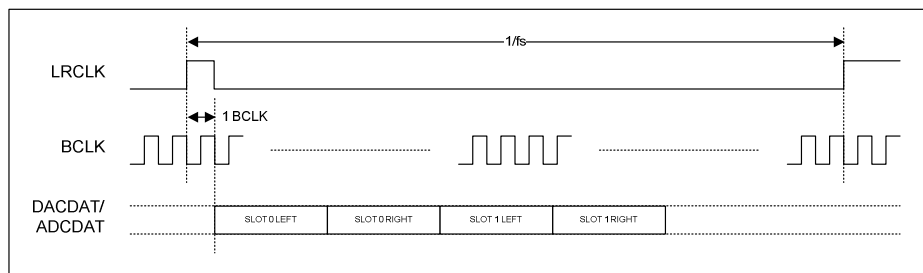 1/fs
LRCLK
1 BCLK
BCLK
DACDAT/
ADCDAT
SLOT 0 LEFT
SLOT 0 RIGHT
SLOT 1 LEFT
SLOT 1 RIGHT